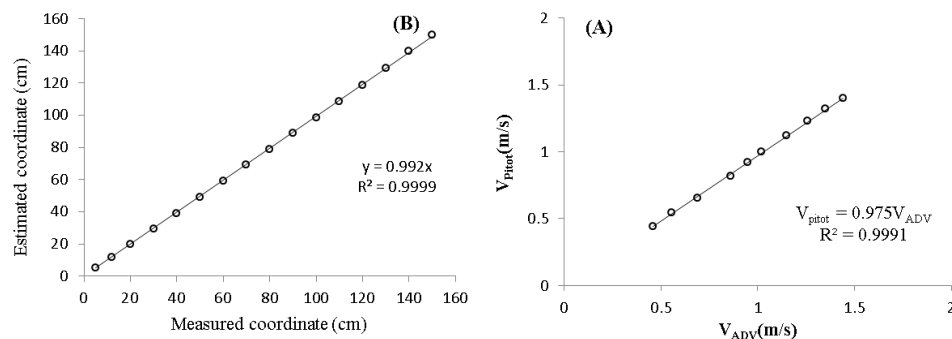 (B)
Estimated coordinate (cm)
160
140
120
100
80
60
40
20
0
y = 0.992x
R² = 0.9999
0 20 40 60 80 100 120 140 160
Measured coordinate (cm)
(A)
V_Pitot(m/s)
2
1.5
1
0.5
0
V_pitot = 0.975V_ADV
R² = 0.9991
0 0.5 1 1.5 2
V_ADV(m/s)